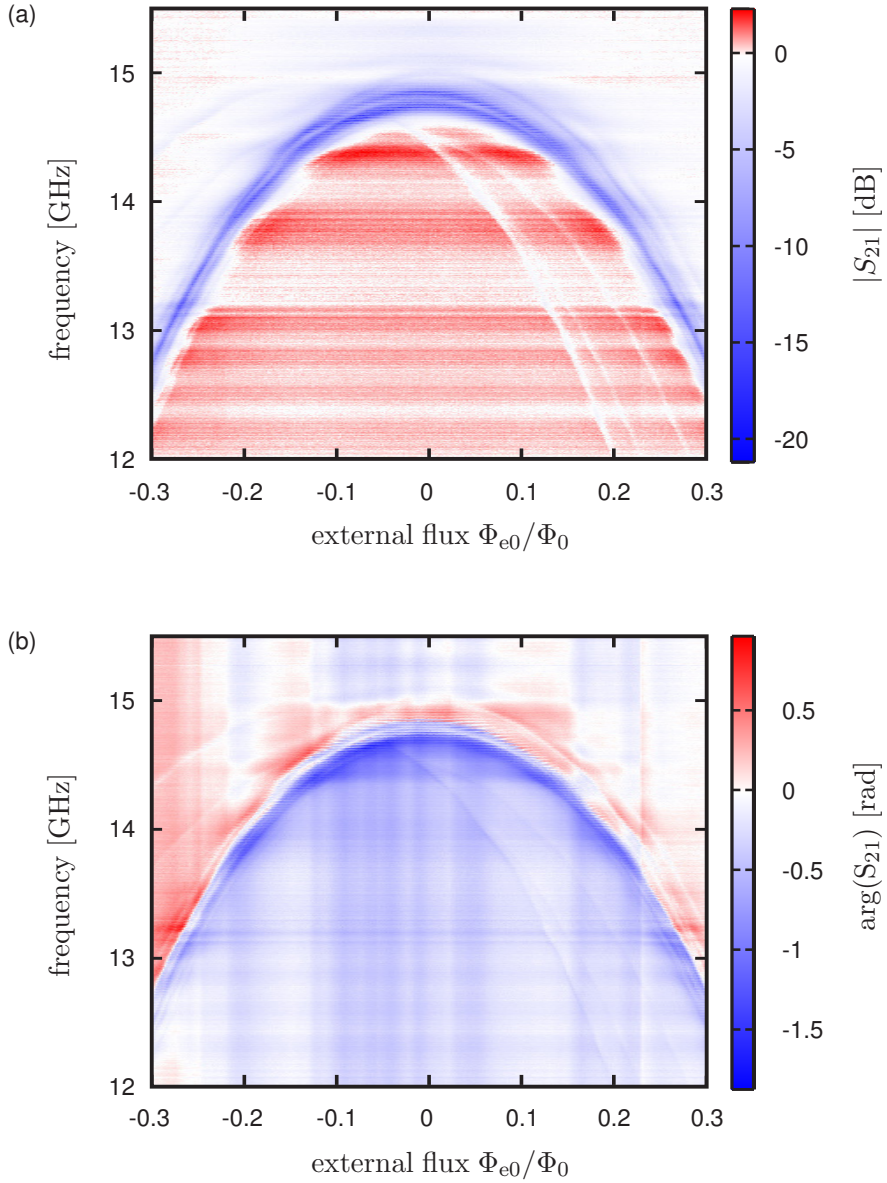 (a)
15
14
13
12
frequency [GHz]
-0.3 -0.2 -0.1 0 0.1 0.2 0.3
external flux Φe0/Φ0
0
-5
-10
-15
-20
|S21| [dB]
(b)
15
14
13
12
frequency [GHz]
-0.3 -0.2 -0.1 0 0.1 0.2 0.3
external flux Φe0/Φ0
0.5
0
-0.5
-1
-1.5
arg(S21) [rad]